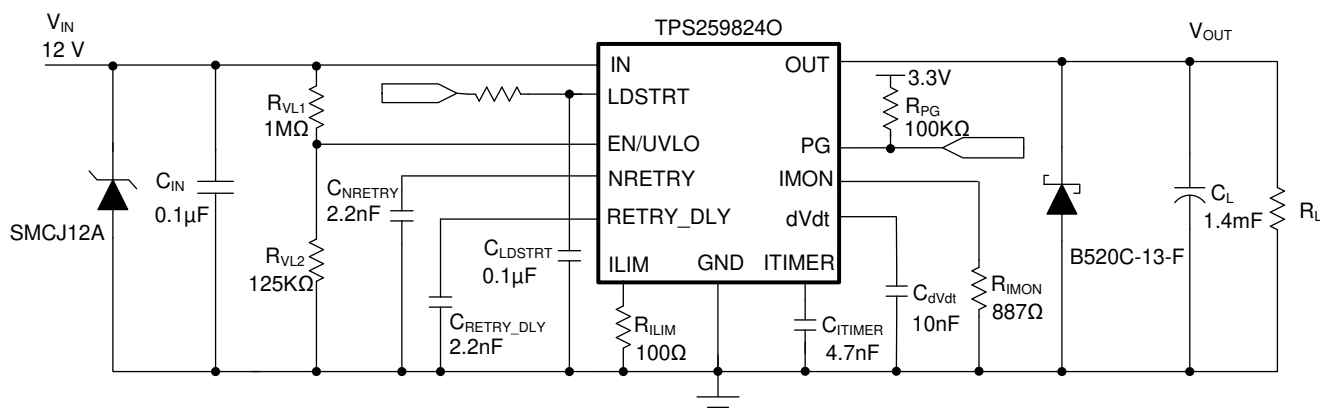 TPS259824O
V_IN
12 V
IN
OUT
V_OUT
3.3V
LDSTRT
R_PG
100KΩ
R_VL1
1MΩ
EN/UVLO
PG
C_IN
0.1µF
C_NRETRY
2.2nF
NRETRY
IMON
C_L
1.4mF
R_L
SMCJ12A
RETRY_DLY
dVdt
R_VL2
125KΩ
C_LDSTRT
0.1µF
ILIM
GND
ITIMER
B520C-13-F
C_RETRY_DLY
2.2nF
R_ILIM
100Ω
C_ITIMER
4.7nF
C_dVdt
10nF
R_IMON
887Ω